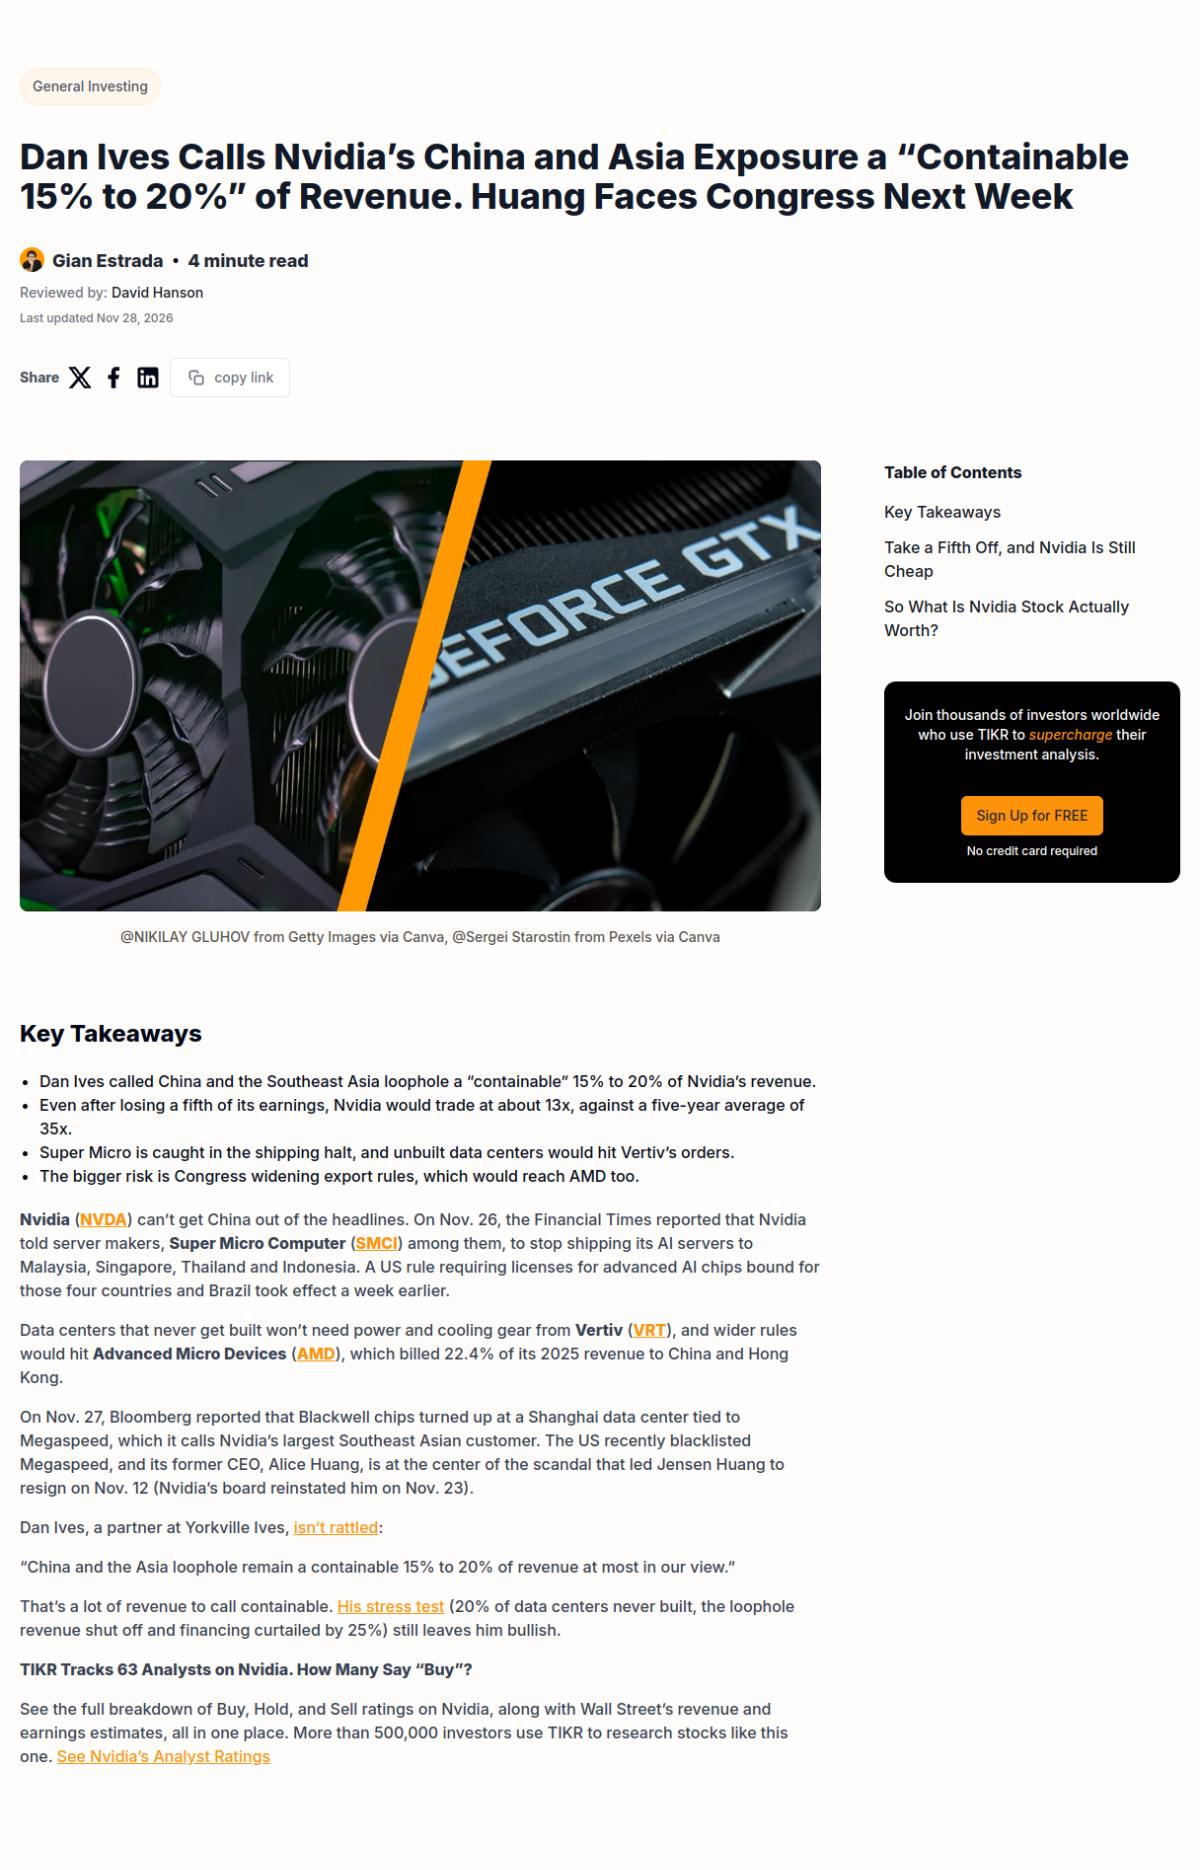 General Investing
Dan Ives Calls Nvidia’s China and Asia Exposure a “Containable
15% to 20%” of Revenue. Huang Faces Congress Next Week
Gian Estrada • 4 minute read
Reviewed by: David Hanson
Last updated Nov 28, 2026
Share copy link
GEFORCE GTX
@NIKILAY GLUHOV from Getty Images via Canva, @Sergei Starostin from Pexels via Canva
Table of Contents
Key Takeaways
Take a Fifth Off, and Nvidia Is Still
Cheap
So What Is Nvidia Stock Actually
Worth?
Join thousands of investors worldwide
who use TIKR to supercharge their
investment analysis.
Sign Up for FREE
No credit card required
Key Takeaways
• Dan Ives called China and the Southeast Asia loophole a “containable” 15% to 20% of Nvidia’s revenue.
• Even after losing a fifth of its earnings, Nvidia would trade at about 13x, against a five-year average of
35x.
• Super Micro is caught in the shipping halt, and unbuilt data centers would hit Vertiv’s orders.
• The bigger risk is Congress widening export rules, which would reach AMD too.
Nvidia (NVDA) can’t get China out of the headlines. On Nov. 26, the Financial Times reported that Nvidia
told server makers, Super Micro Computer (SMCI) among them, to stop shipping its AI servers to
Malaysia, Singapore, Thailand and Indonesia. A US rule requiring licenses for advanced AI chips bound for
those four countries and Brazil took effect a week earlier.
Data centers that never get built won’t need power and cooling gear from Vertiv (VRT), and wider rules
would hit Advanced Micro Devices (AMD), which billed 22.4% of its 2025 revenue to China and Hong
Kong.
On Nov. 27, Bloomberg reported that Blackwell chips turned up at a Shanghai data center tied to
Megaspeed, which it calls Nvidia’s largest Southeast Asian customer. The US recently blacklisted
Megaspeed, and its former CEO, Alice Huang, is at the center of the scandal that led Jensen Huang to
resign on Nov. 12 (Nvidia’s board reinstated him on Nov. 23).
Dan Ives, a partner at Yorkville Ives, isn’t rattled:
“China and the Asia loophole remain a containable 15% to 20% of revenue at most in our view.”
That’s a lot of revenue to call containable. His stress test (20% of data centers never built, the loophole
revenue shut off and financing curtailed by 25%) still leaves him bullish.
TIKR Tracks 63 Analysts on Nvidia. How Many Say “Buy”?
See the full breakdown of Buy, Hold, and Sell ratings on Nvidia, along with Wall Street’s revenue and
earnings estimates, all in one place. More than 500,000 investors use TIKR to research stocks like this
one. See Nvidia’s Analyst Ratings